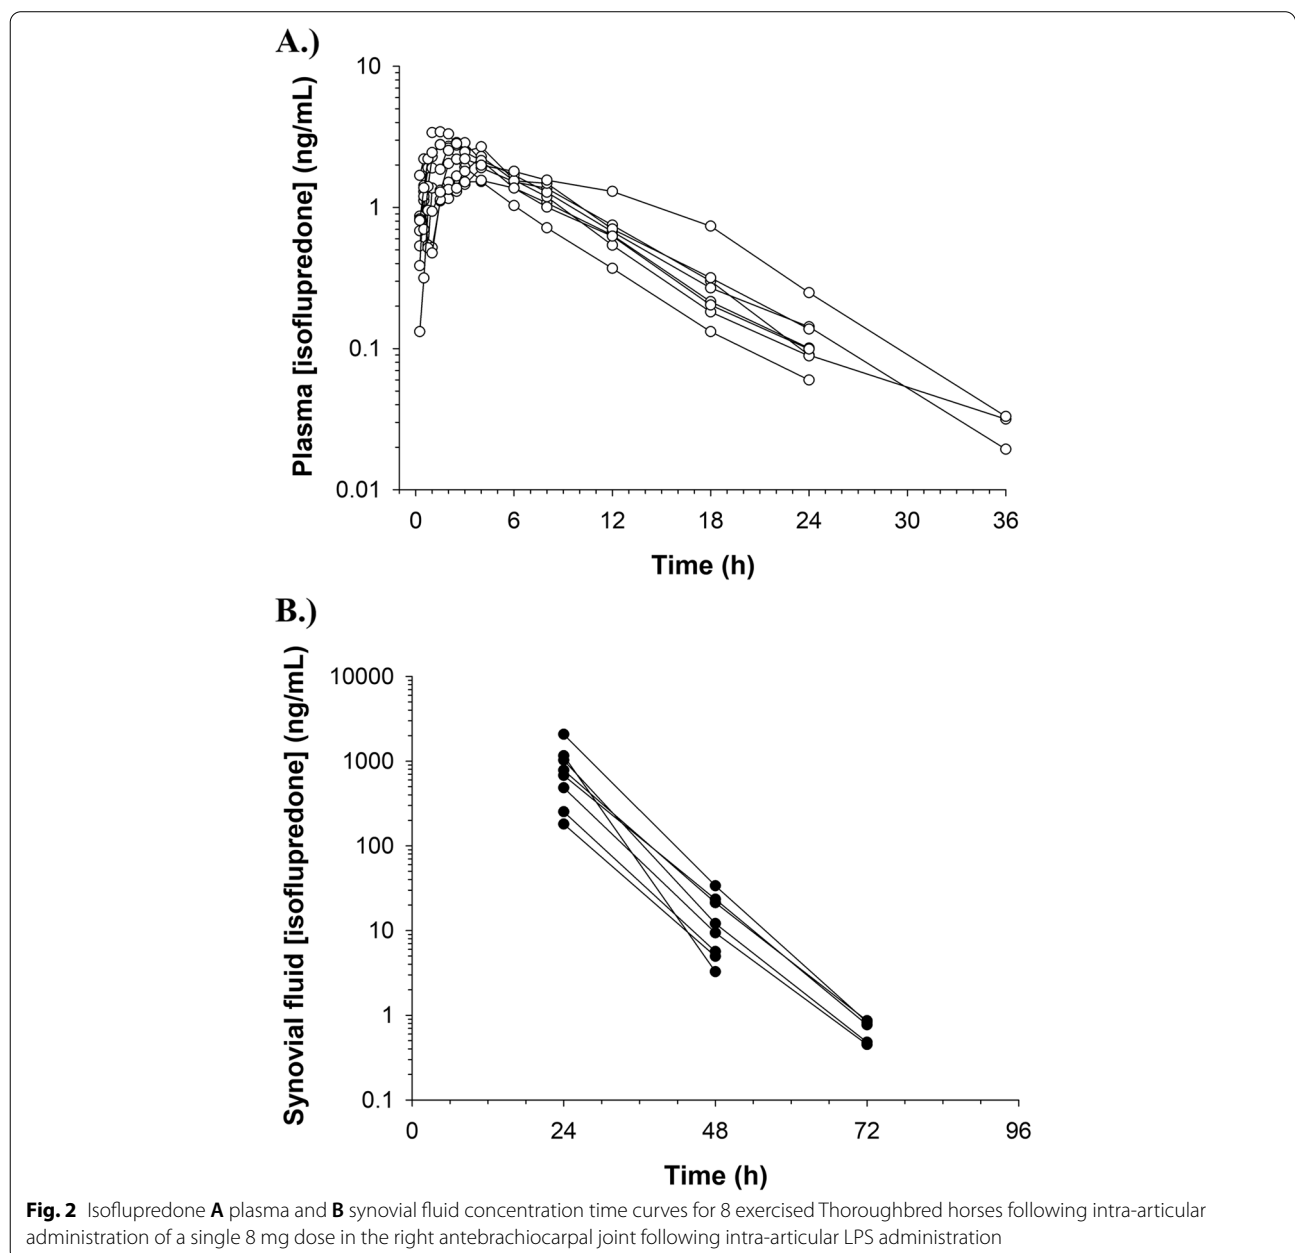 A.)
Plasma [isoflupredone] (ng/mL)
10
1
0.1
0.01
0 6 12 18 24 30 36
Time (h)
B.)
Synovial fluid [isoflupredone] (ng/mL)
10000
1000
100
10
1
0.1
0 24 48 72 96
Time (h)
Fig. 2 Isoflupredone A plasma and B synovial fluid concentration time curves for 8 exercised Thoroughbred horses following intra-articular
administration of a single 8 mg dose in the right antebrachiocarpal joint following intra-articular LPS administration